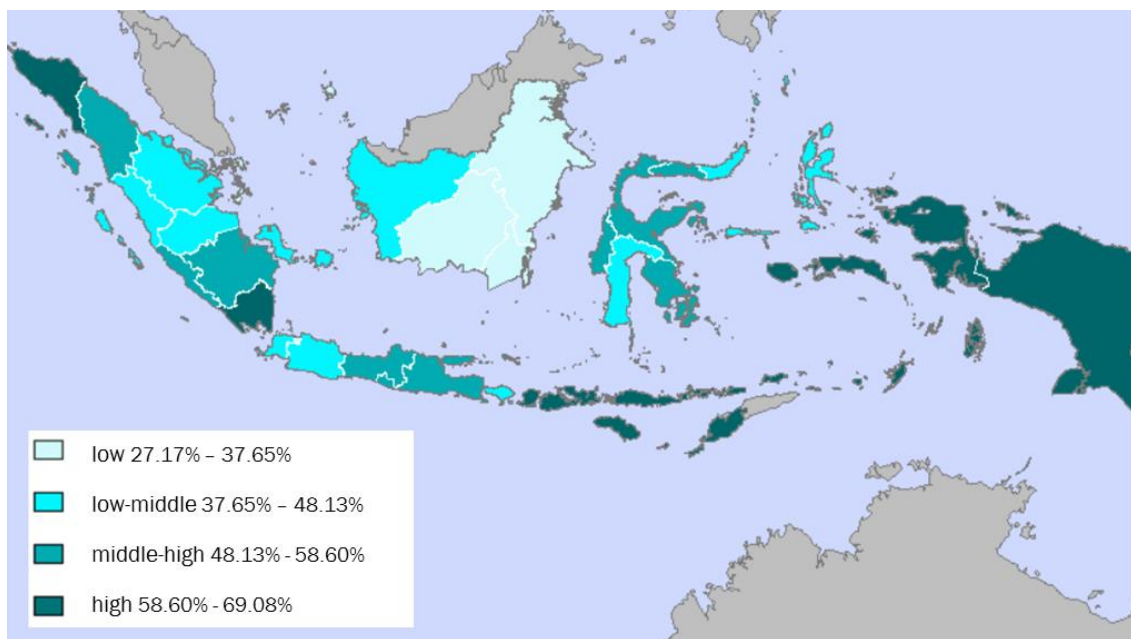 low 27.17% – 37.65%
low-middle 37.65% – 48.13%
middle-high 48.13% - 58.60%
high 58.60% - 69.08%